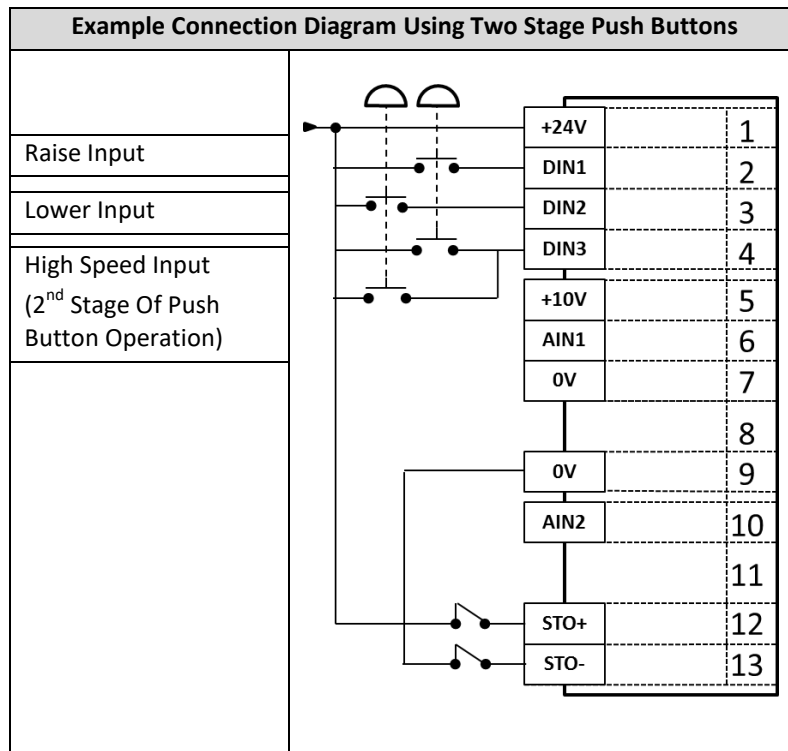 Example Connection Diagram Using Two Stage Push Buttons
+24V 1
Raise Input DIN1 2
Lower Input DIN2 3
High Speed Input DIN3 4
(2nd Stage Of Push +10V 5
Button Operation) AIN1 6
0V 7
8
0V 9
AIN2 10
11
STO+ 12
STO- 13